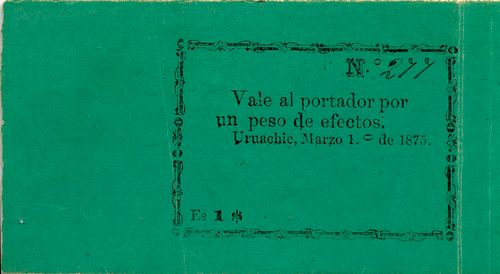 N.º 277
Vale al portador por
un peso de efectos.
Uruachic, Marzo 1.º de 1875.
Es 1 *